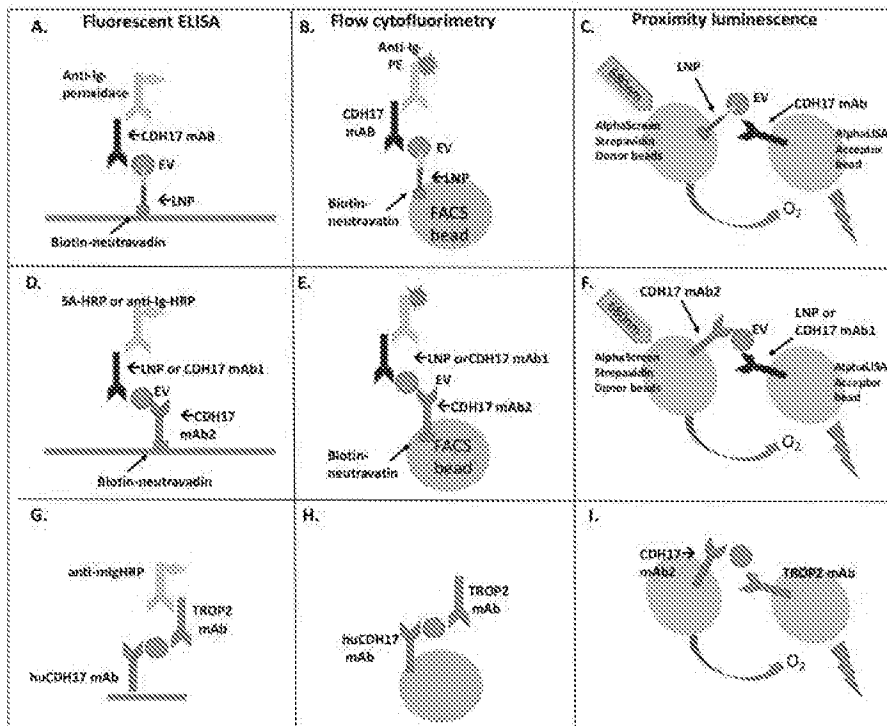 Fluorescent ELISA
Flow cytofluorimetry
Proximity luminescence
A.
Anti-Ig-
peroxidase
←CDH17 mAB
EV
←LNP
Biotin-neutravadin
B.
Anti-Ig-
PE
CDH17
mAB
EV
←LNP
Biotin-
neutravatin
FACS
bead
C.
LNP
EV
CDH17 mAb
AlphaScreen
Strepavidin
Donor beads
AlphaLISA
Acceptor
bead
O2
D.
SA-HRP or anti-Ig-HRP
←LNP or CDH17 mAb1
EV
←CDH17
mAb2
Biotin-neutravadin
E.
←LNP orCDH17 mAb1
EV
←CDH17 mAb2
Biotin-
neutravatin
FACS
bead
F.
CDH17 mAb2
EV
LNP or
CDH17 mAb1
AlphaScreen
Strepavidin
Donor beads
AlphaLISA
Acceptor
bead
O2
G.
anti-migHRP
TROP2
mAb
huCDH17 mAb
H.
TROP2
mAb
huCDH17
mAb
I.
CDH17→
mAb2
TROP2 mAb
O2